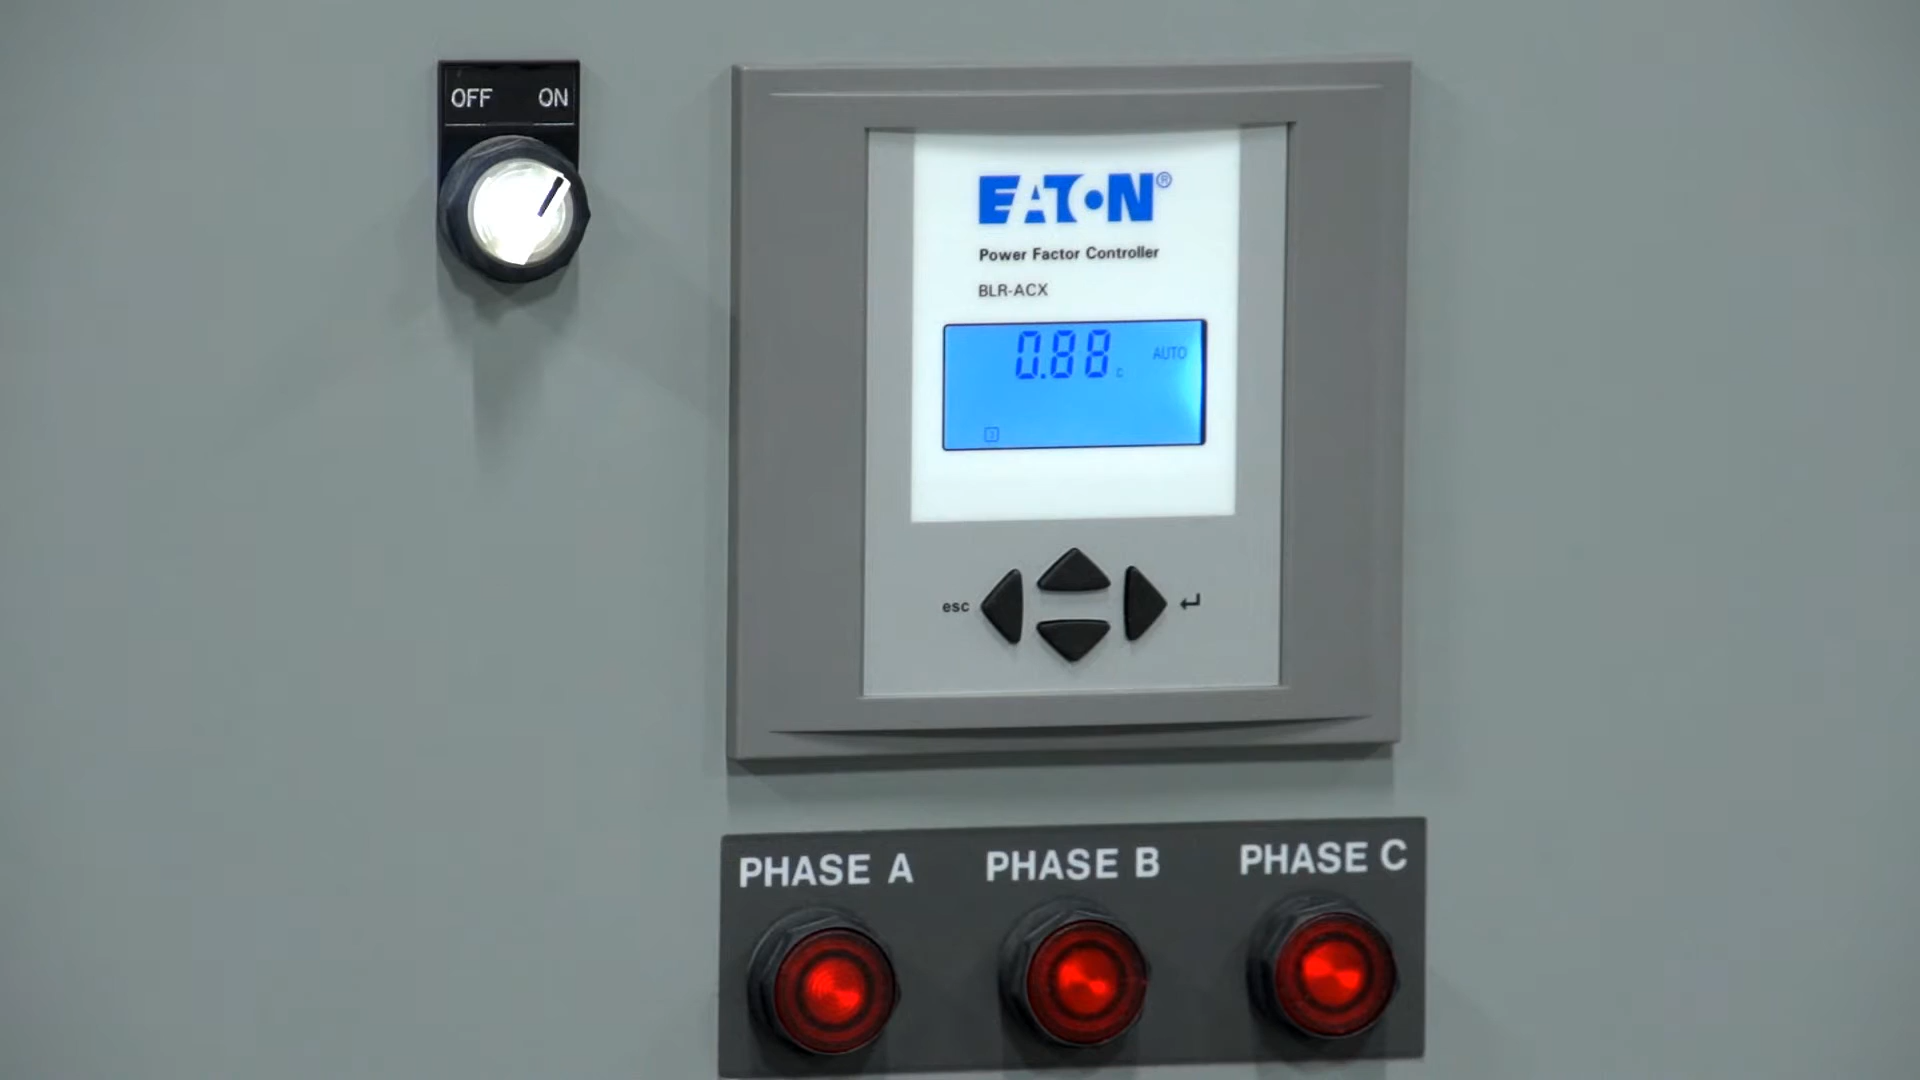 OFF ON
EATON®
Power Factor Controller
BLR-ACX
0.88 c AUTO
esc
PHASE A PHASE B PHASE C